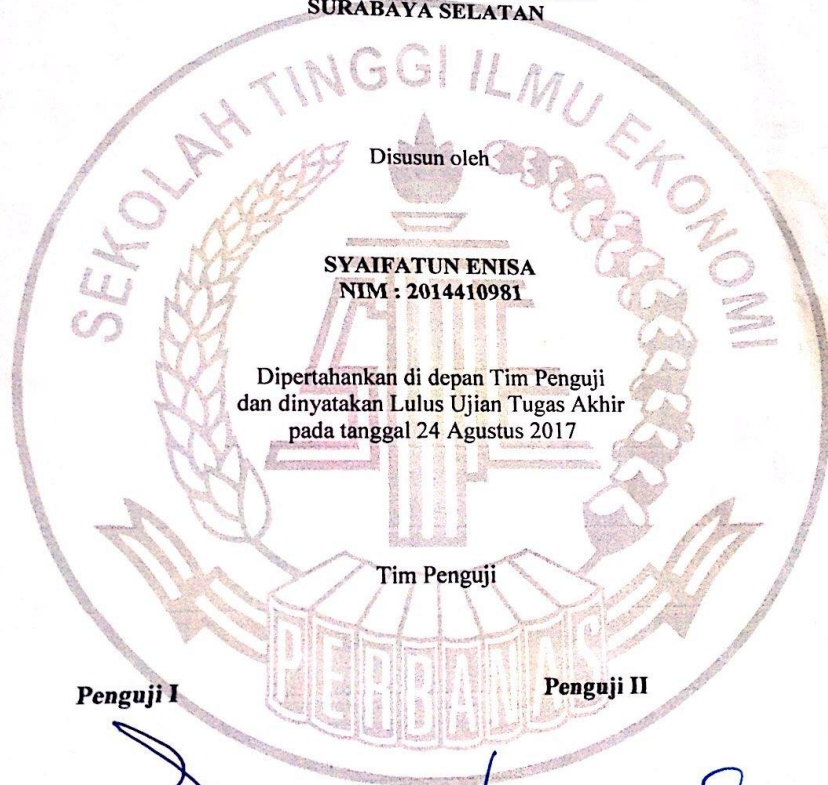 SURABAYA SELATAN
SEKOLAH TINGGI ILMU EKONOMI
Disusun oleh
SYAIFATUN ENISA
NIM : 2014410981
Dipertahankan di depan Tim Penguji
dan dinyatakan Lulus Ujian Tugas Akhir
pada tanggal 24 Agustus 2017
Tim Penguji
PERBANAS
Penguji I
Penguji II